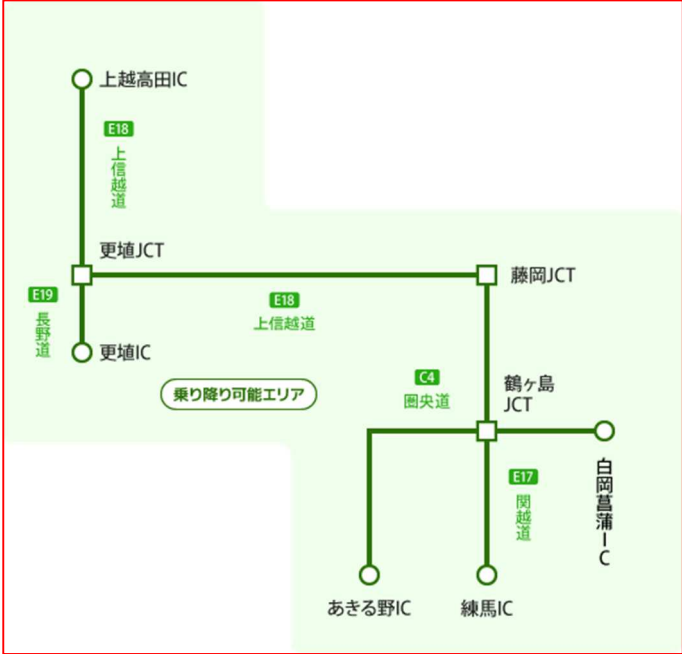 上越高田IC
E18
上信越道
更埴JCT
藤岡JCT
E19
長野道
E18
上信越道
更埴IC
乗り降り可能エリア
C4
圏央道
鶴ヶ島
JCT
E17
関越道
白岡菖蒲IC
あきる野IC
練馬IC